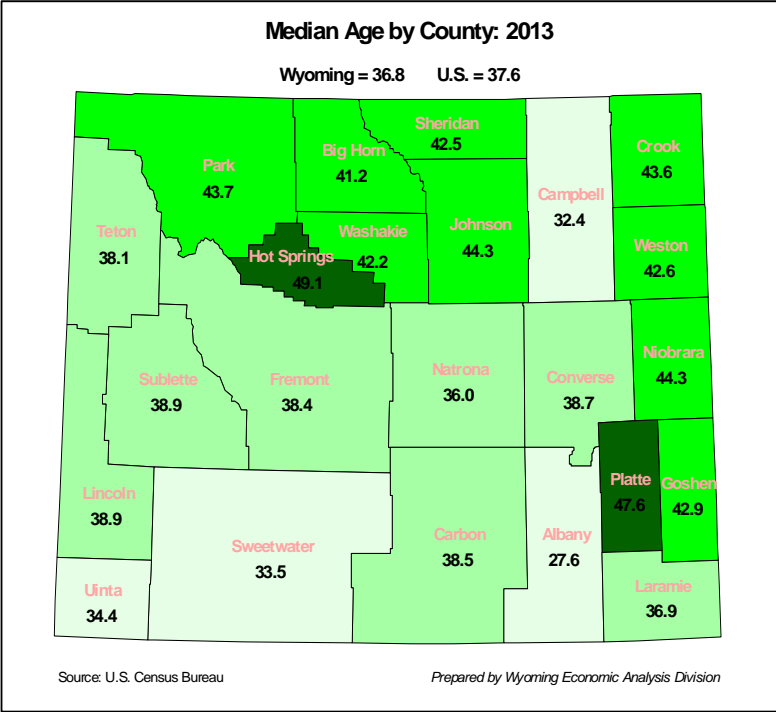 Median Age by County: 2013
Wyoming = 36.8 U.S. = 37.6
Sheridan
42.5
Big Horn
41.2
Park
43.7
Crook
43.6
Campbell
32.4
Teton
38.1
Washakie
42.2
Johnson
44.3
Weston
42.6
Hot Springs
49.1
Niobrara
44.3
Sublette
38.9
Fremont
38.4
Natrona
36.0
Converse
38.7
Platte
47.6
Goshen
42.9
Lincoln
38.9
Sweetwater
33.5
Carbon
38.5
Albany
27.6
Uinta
34.4
Laramie
36.9
Source: U.S. Census Bureau
Prepared by Wyoming Economic Analysis Division